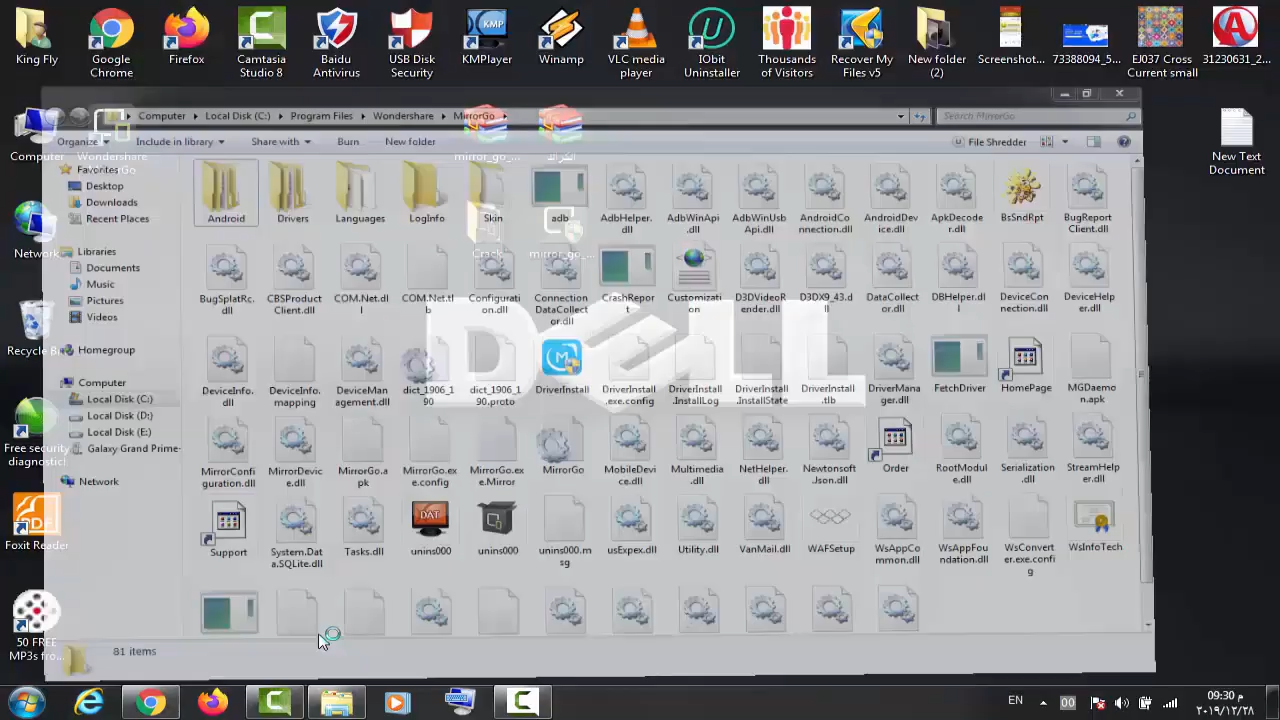 King Fly
Google Chrome
Firefox
Camtasia Studio 8
Baidu Antivirus
USB Disk Security
KMPlayer
Winamp
VLC media player
IObit Uninstaller
Thousands of Visitors
Recover My Files v5
New folder (2)
Screenshot...
73388094_5...
EJ037 Cross Current small
31230631_2...
Computer
Local Disk (C:)
Program Files
Wondershare
MirrorGo
Search MirrorGo
Organize
Include in library
Share with
Burn
New folder
File Shredder
Computer
Wondershare MirrorGo
mirror_go_...
New Text Document
Favorites
Desktop
Downloads
Recent Places
Libraries
Documents
Music
Pictures
Videos
Homegroup
Computer
Local Disk (C:)
Local Disk (D:)
Local Disk (E:)
Galaxy Grand Prime
Network
Network
Recycle Bin
Free security diagnostic!
Foxit Reader
50 FREE MP3s fro...
Android
Drivers
Languages
LogInfo
Skin
adb
AdbHelper.dll
AdbWinApi.dll
AdbWinUsbApi.dll
AndroidConnection.dll
AndroidDevice.dll
ApkDecoder.dll
BsSndRpt
BugReportClient.dll
Crack
mirror_go_...
BugSplatRc.dll
CBSProductClient.dll
COM.Net.dll
COM.Net.tlb
Configuration.dll
ConnectionDataCollector.dll
CrashReport
Customization
D3DVideoRender.dll
D3DX9_43.dll
DataCollector.dll
DBHelper.dll
DeviceConnection.dll
DeviceHelper.dll
DELL
DeviceInfo.dll
DeviceInfo.mapping
DeviceManagement.dll
dict_1906_190
dict_1906_190.proto
DriverInstall
DriverInstall.exe.config
DriverInstall.InstallLog
DriverInstall.InstallState
DriverInstall.tlb
DriverManager.dll
FetchDriver
HomePage
MGDaemon.apk
MirrorConfiguration.dll
MirrorDevice.dll
MirrorGo.apk
MirrorGo.exe.config
MirrorGo.exe.Mirror
MirrorGo
MobileDevice.dll
Multimedia.dll
NetHelper.dll
Newtonsoft.Json.dll
Order
RootModule.dll
Serialization.dll
StreamHelper.dll
Support
System.Data.SQLite.dll
Tasks.dll
unins000
unins000
unins000.msg
usExpex.dll
Utility.dll
VanMail.dll
WAFSetup
WsAppCommon.dll
WsAppFoundation.dll
WsConverter.exe.config
WsInfoTech
81 items
EN
09:30 م
٢٠١٩/١٢/٢٨